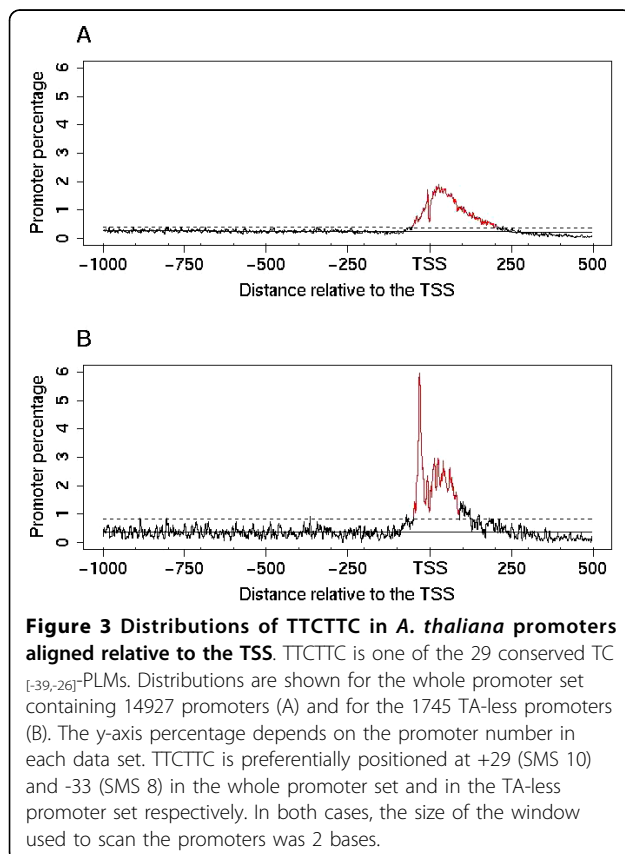 A
Promoter percentage
6
5
4
3
2
1
0
-1000 -750 -500 -250 TSS 250 500
Distance relative to the TSS
B
Promoter percentage
6
5
4
3
2
1
0
-1000 -750 -500 -250 TSS 250 500
Distance relative to the TSS
Figure 3 Distributions of TTCTTC in A. thaliana promoters
aligned relative to the TSS. TTCTTC is one of the 29 conserved TC
[-39,-26]-PLMs. Distributions are shown for the whole promoter set
containing 14927 promoters (A) and for the 1745 TA-less promoters
(B). The y-axis percentage depends on the promoter number in
each data set. TTCTTC is preferentially positioned at +29 (SMS 10)
and -33 (SMS 8) in the whole promoter set and in the TA-less
promoter set respectively. In both cases, the size of the window
used to scan the promoters was 2 bases.